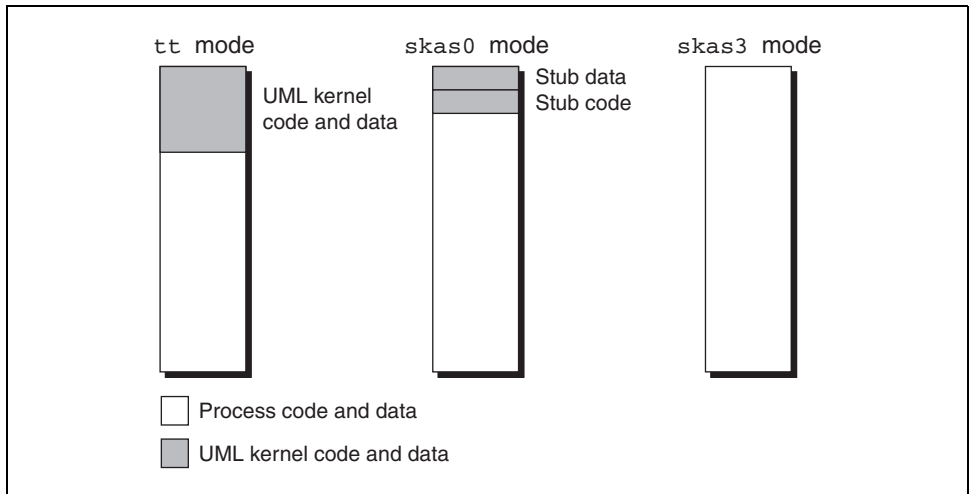 tt mode
skas0 mode
skas3 mode
UML kernel
code and data
Stub data
Stub code
Process code and data
UML kernel code and data